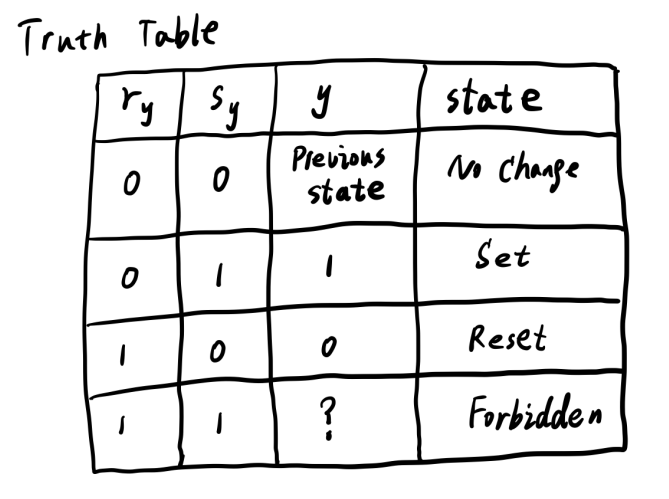 Truth Table
ry sy y state
0 0 Previous state No Change
0 1 1 Set
1 0 0 Reset
1 1 ? Forbidden